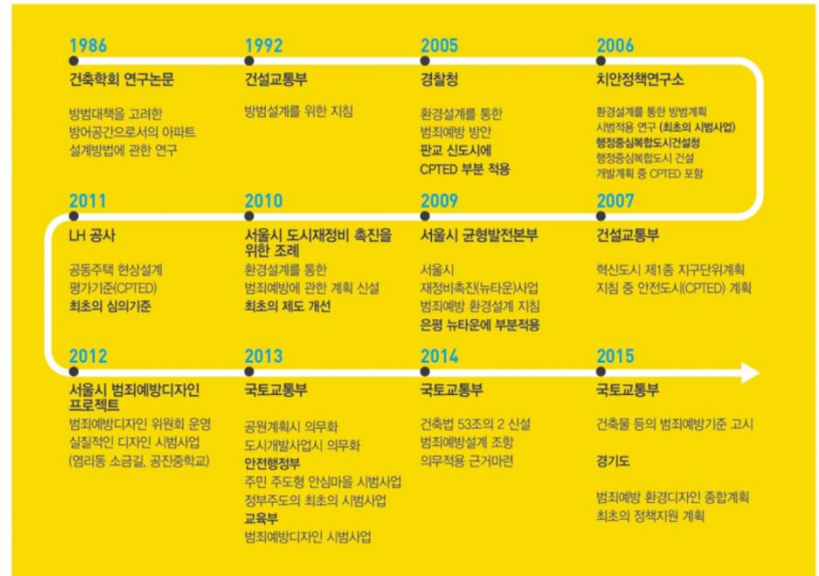 1986
건축학회 연구논문
방범대책을 고려한
방어공간으로서의 아파트
설계방법에 관한 연구
1992
건설교통부
방범설계를 위한 지침
2005
경찰청
환경설계를 통한
범죄예방 방안
판교 신도시에
CPTED 부분 적용
2006
치안정책연구소
환경설계를 통한 방범계획
시범적용 연구 (최초의 시범사업)
행정중심복합도시건설청
행정중심복합도시 건설
개발계획 중 CPTED 포함
2011
LH 공사
공동주택 현상설계
평가기준(CPTED)
최초의 심의기준
2010
서울시 도시재정비 촉진을
위한 조례
환경설계를 통한
범죄예방에 관한 계획 신설
최초의 제도 개선
2009
서울시 균형발전본부
서울시
재정비촉진(뉴타운)사업
범죄예방 환경설계 지침
은평 뉴타운에 부분적용
2007
건설교통부
혁신도시 제1종 지구단위계획
지침 중 안전도시(CPTED) 계획
2012
서울시 범죄예방디자인
프로젝트
범죄예방디자인 위원회 운영
실질적인 디자인 시범사업
(염리동 소금길, 공진중학교)
2013
국토교통부
공원계획시 의무화
도시개발사업시 의무화
안전행정부
주민 주도형 안심마을 시범사업
정부주도의 최초의 시범사업
교육부
범죄예방디자인 시범사업
2014
국토교통부
건축법 53조의 2 신설
범죄예방설계 조항
의무적용 근거마련
2015
국토교통부
건축물 등의 범죄예방기준 고시
경기도
범죄예방 환경디자인 종합계획
최초의 정책지원 계획